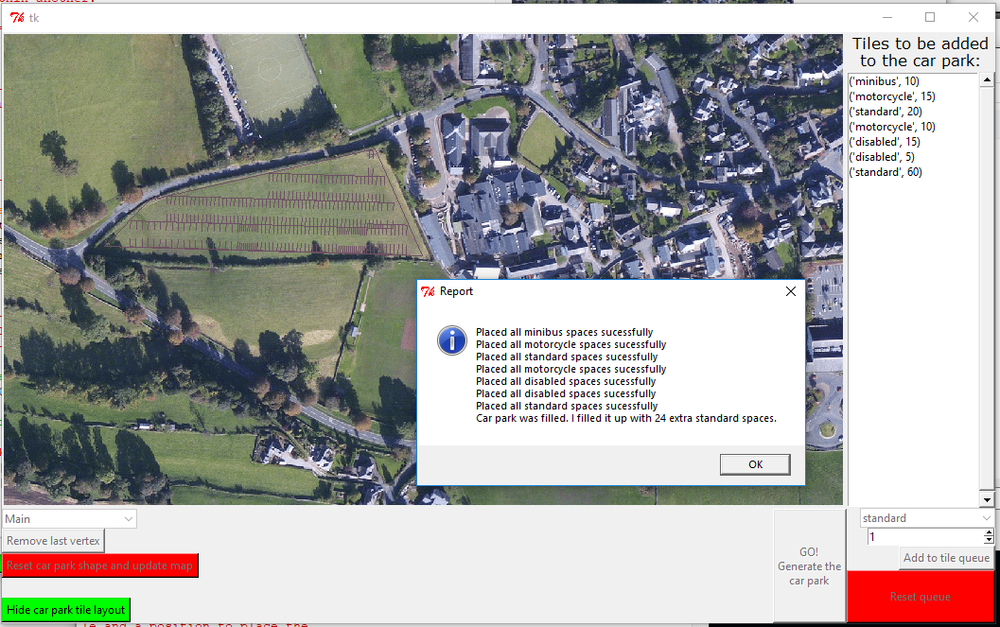 tk
Tiles to be added
to the car park:
('minibus', 10)
('motorcycle', 15)
('standard', 20)
('motorcycle', 10)
('disabled', 15)
('disabled', 5)
('standard', 60)
Report
Placed all minibus spaces sucessfully
Placed all motorcycle spaces sucessfully
Placed all standard spaces sucessfully
Placed all motorcycle spaces sucessfully
Placed all disabled spaces sucessfully
Placed all disabled spaces sucessfully
Placed all standard spaces sucessfully
Car park was filled. I filled it up with 24 extra standard spaces.
OK
Main
Remove last vertex
Reset car park shape and update map
Hide car park tile layout
GO!
Generate the
car park
standard
1
Add to tile queue
Reset queue
and a position to place the